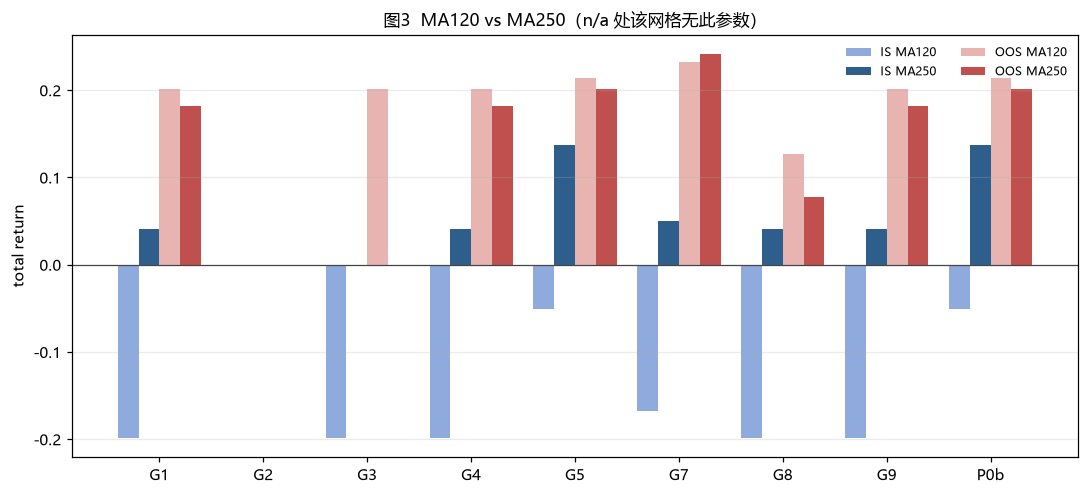 图3  MA120 vs MA250（n/a 处该网格无此参数）
IS MA120
IS MA250
OOS MA120
OOS MA250
total return
0.2
0.1
0.0
-0.1
-0.2
G1 G2 G3 G4 G5 G7 G8 G9 P0b